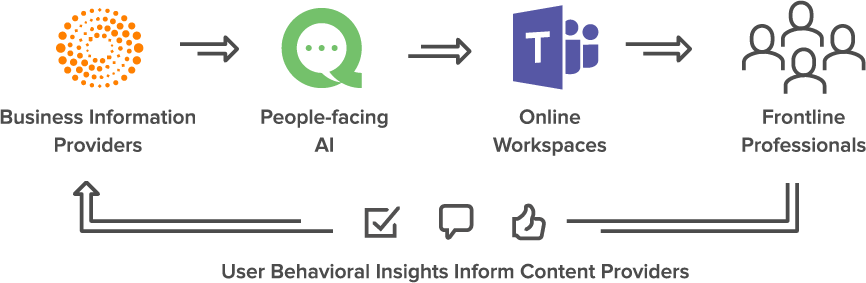 T
Business Information
Providers
People-facing
AI
Online
Workspaces
Frontline
Professionals
User Behavioral Insights Inform Content Providers